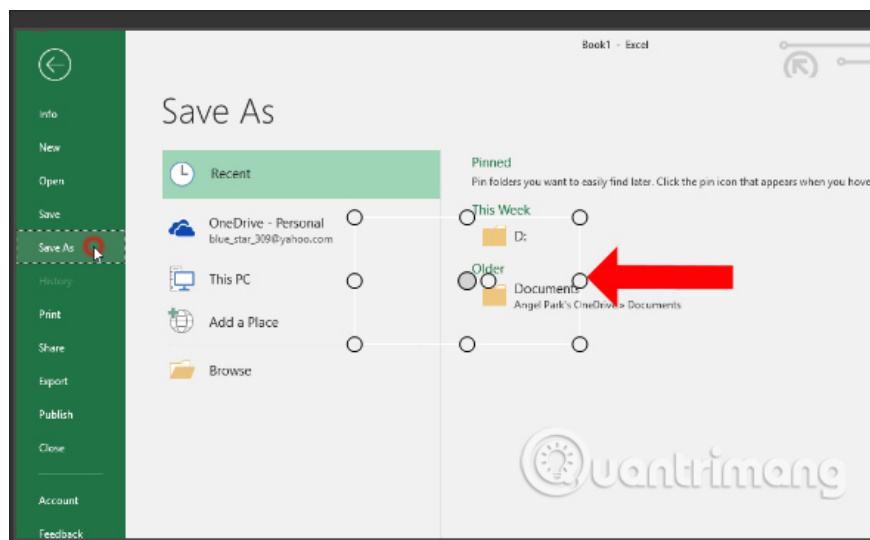 Book1 - Excel
Save As
Info
New
Open
Save
Save As
History
Print
Share
Export
Publish
Close
Account
Feedback
Recent
OneDrive - Personal
blue_star_309@yahoo.com
This PC
Add a Place
Browse
Pinned
Pin folders you want to easily find later. Click the pin icon that appears when you hove
This Week
D:
Older
Documents
Angel Park's OneDrive » Documents
Quantrimang